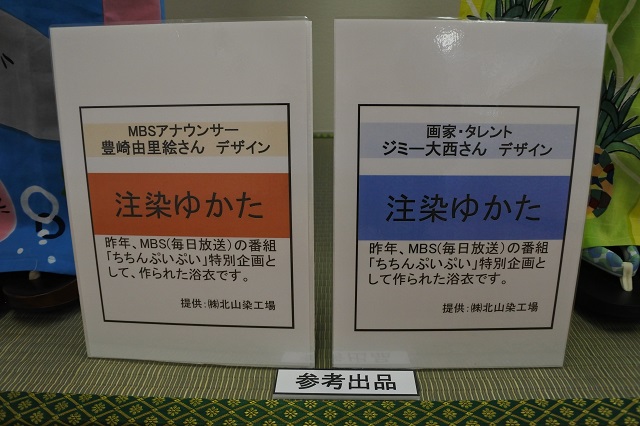 MBSアナウンサー
豊崎由里絵さん デザイン
注染ゆかた
昨年、MBS(毎日放送)の番組
「ちちんぷいぷい」特別企画と
して、作られた浴衣です。
提供:㈱北山染工場
画家・タレント
ジミー大西さん デザイン
注染ゆかた
昨年、MBS(毎日放送)の番組
「ちちんぷいぷい」特別企画と
して作られた浴衣です。
提供:㈱北山染工場
参考出品